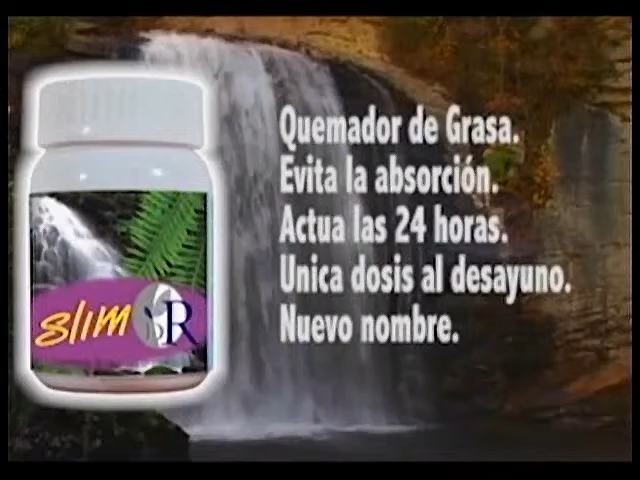 Quemador de Grasa.
Evita la absorción.
Actua las 24 horas.
Unica dosis al desayuno.
Nuevo nombre.
slim R